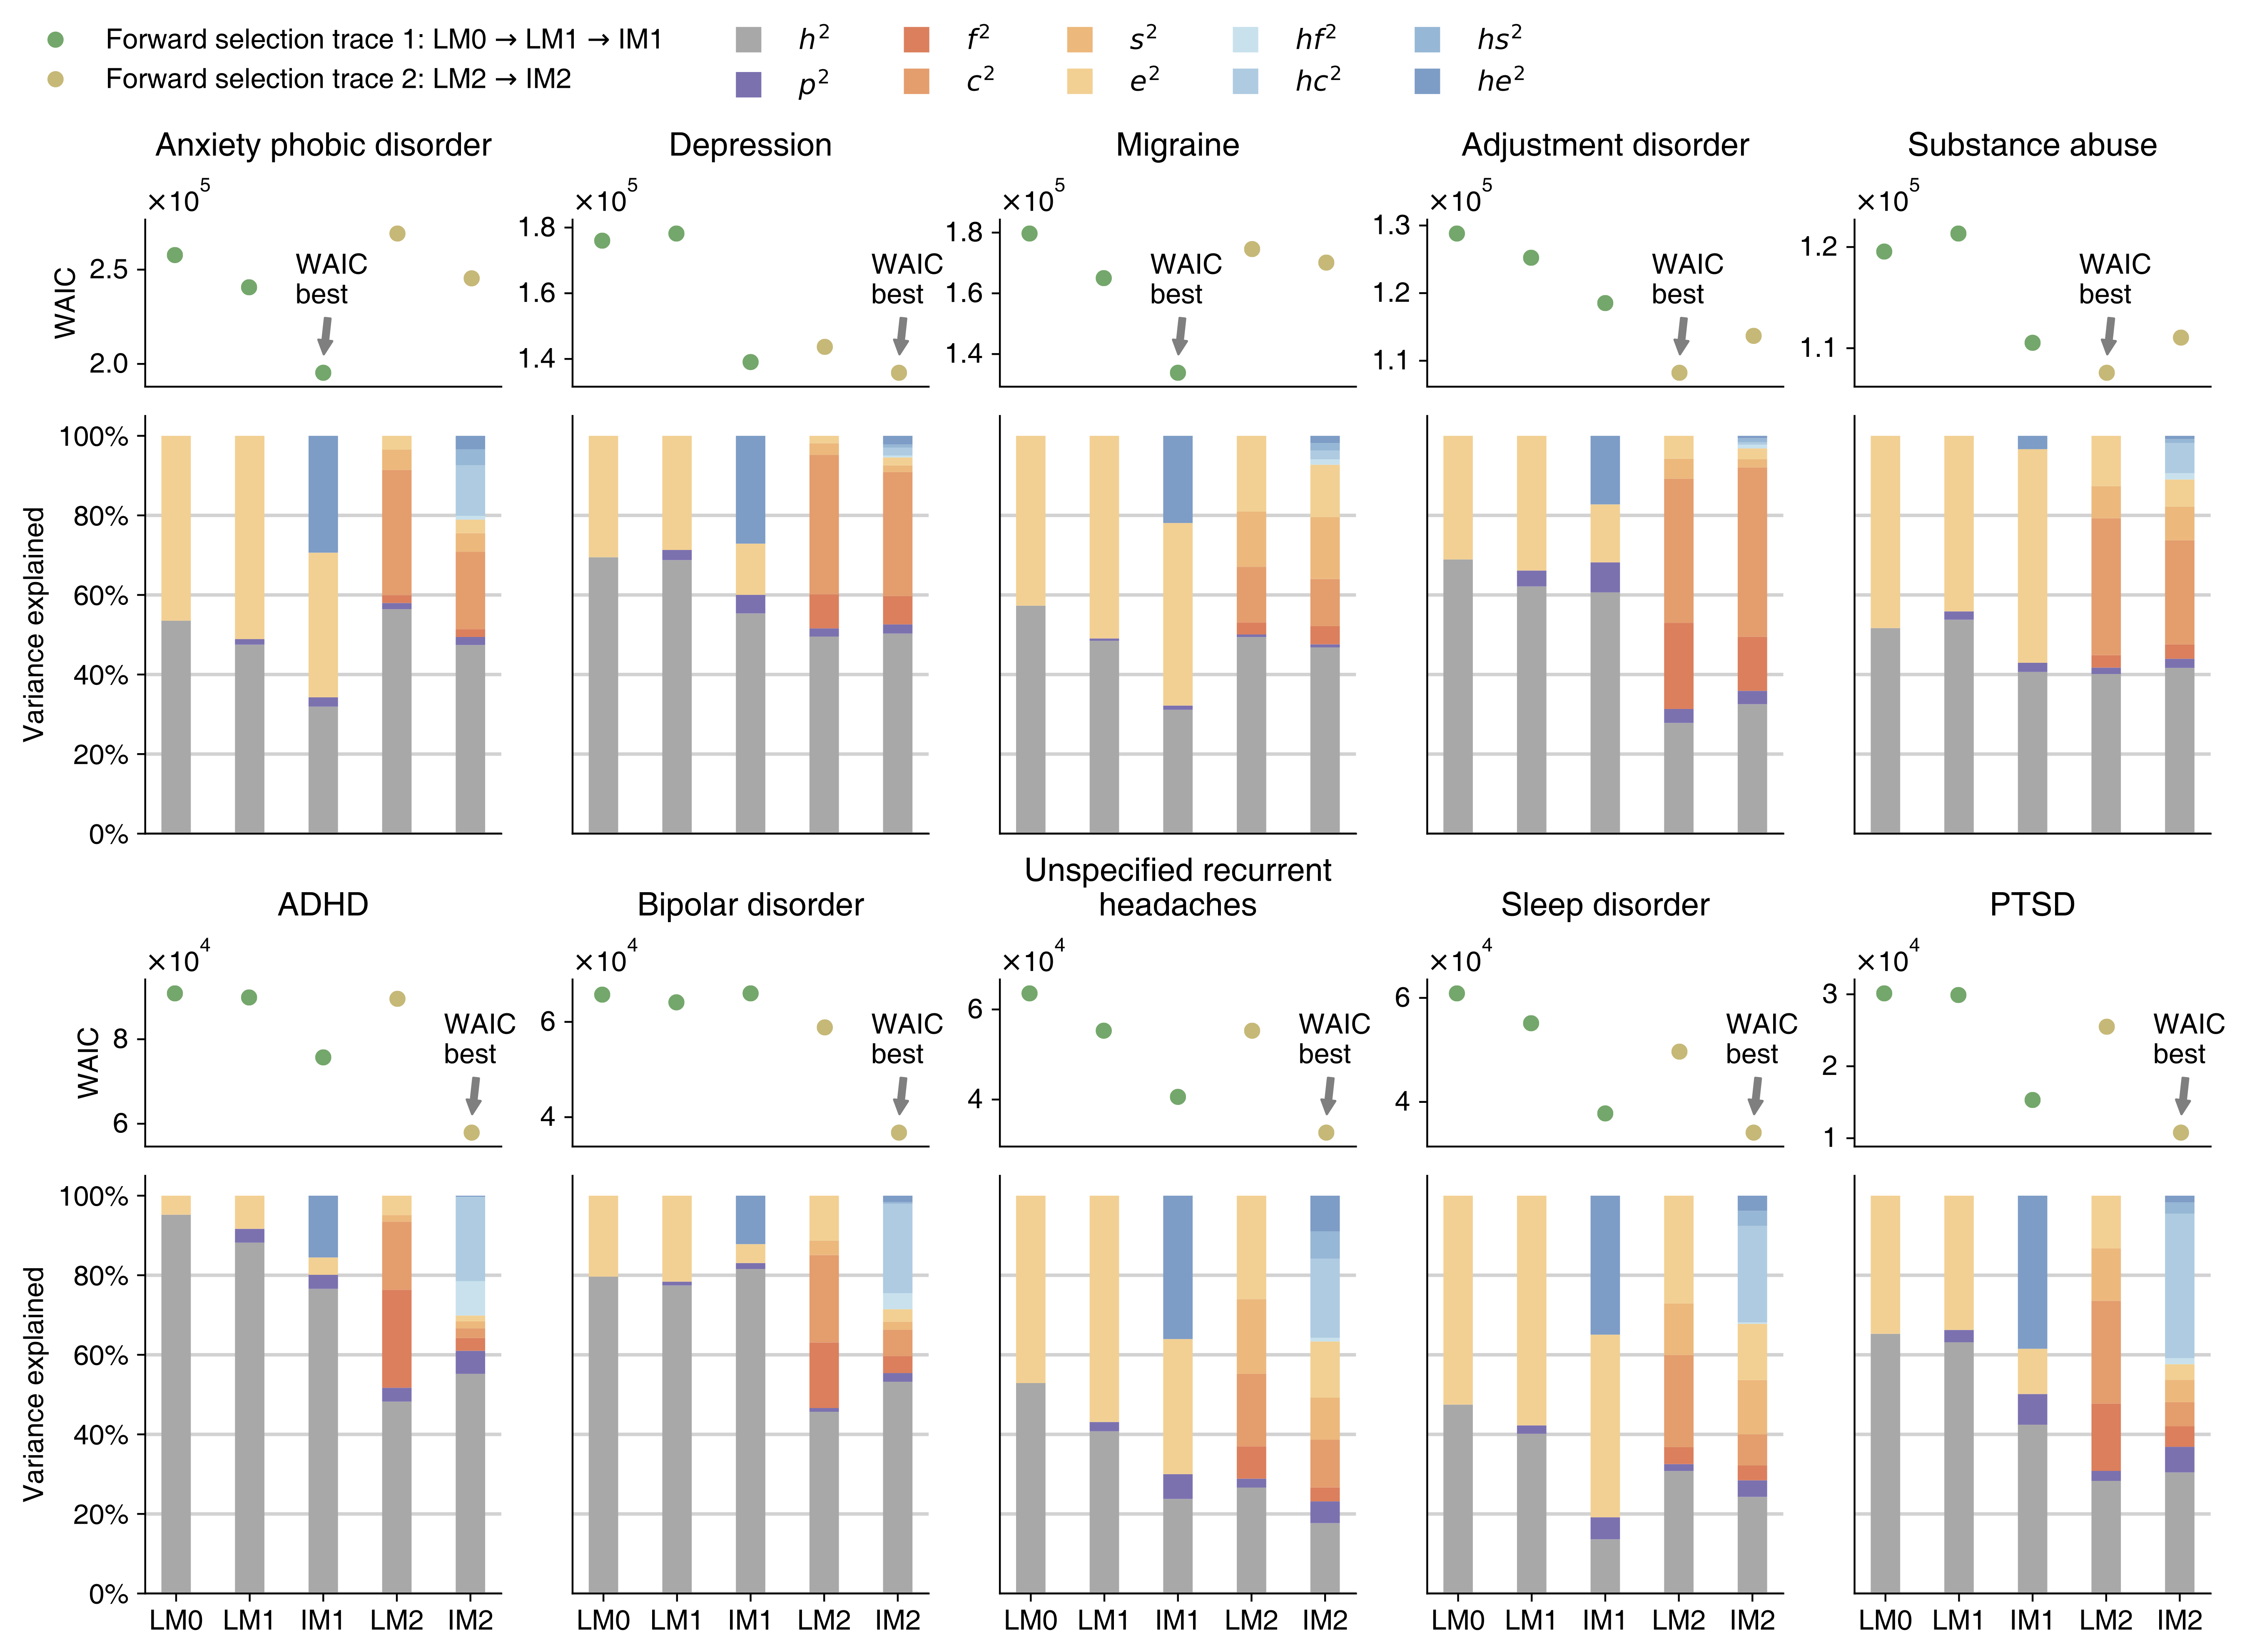 Forward selection trace 1: LM0 → LM1 → IM1
Forward selection trace 2: LM2 → IM2
h² f² s² hf² hs²
p² c² e² hc² he²
Anxiety phobic disorder Depression Migraine Adjustment disorder Substance abuse
×10⁵ ×10⁵ ×10⁵ ×10⁵ ×10⁵
WAIC
2.5
2.0
WAIC
best
1.8
1.6
1.4
WAIC
best
1.8
1.6
1.4
WAIC
best
1.3
1.2
1.1
WAIC
best
1.2
1.1
WAIC
best
Variance explained
100%
80%
60%
40%
20%
0%
Unspecified recurrent
ADHD Bipolar disorder headaches Sleep disorder PTSD
×10⁴ ×10⁴ ×10⁴ ×10⁴ ×10⁴
WAIC
8
6
WAIC
best
6
4
WAIC
best
6
4
WAIC
best
6
4
WAIC
best
3
2
1
WAIC
best
Variance explained
100%
80%
60%
40%
20%
0%
LM0 LM1 IM1 LM2 IM2 LM0 LM1 IM1 LM2 IM2 LM0 LM1 IM1 LM2 IM2 LM0 LM1 IM1 LM2 IM2 LM0 LM1 IM1 LM2 IM2